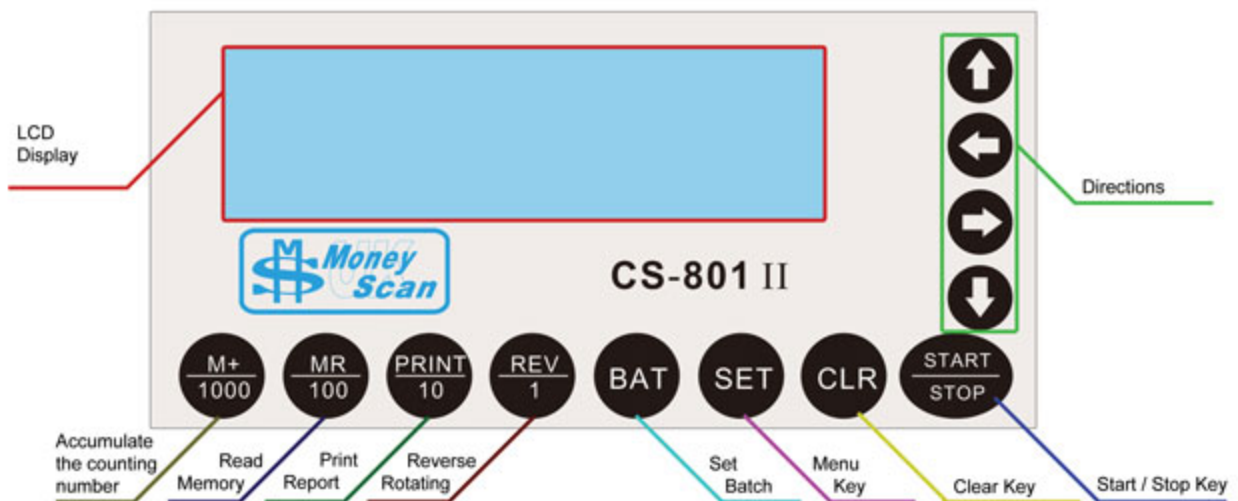 LCD
Display
Directions
Money
Scan
CS-801 II
M+
1000
MR
100
PRINT
10
REV
1
BAT
SET
CLR
START
STOP
Accumulate
the counting
number
Read
Memory
Print
Report
Reverse
Rotating
Set
Batch
Menu
Key
Clear Key
Start / Stop Key